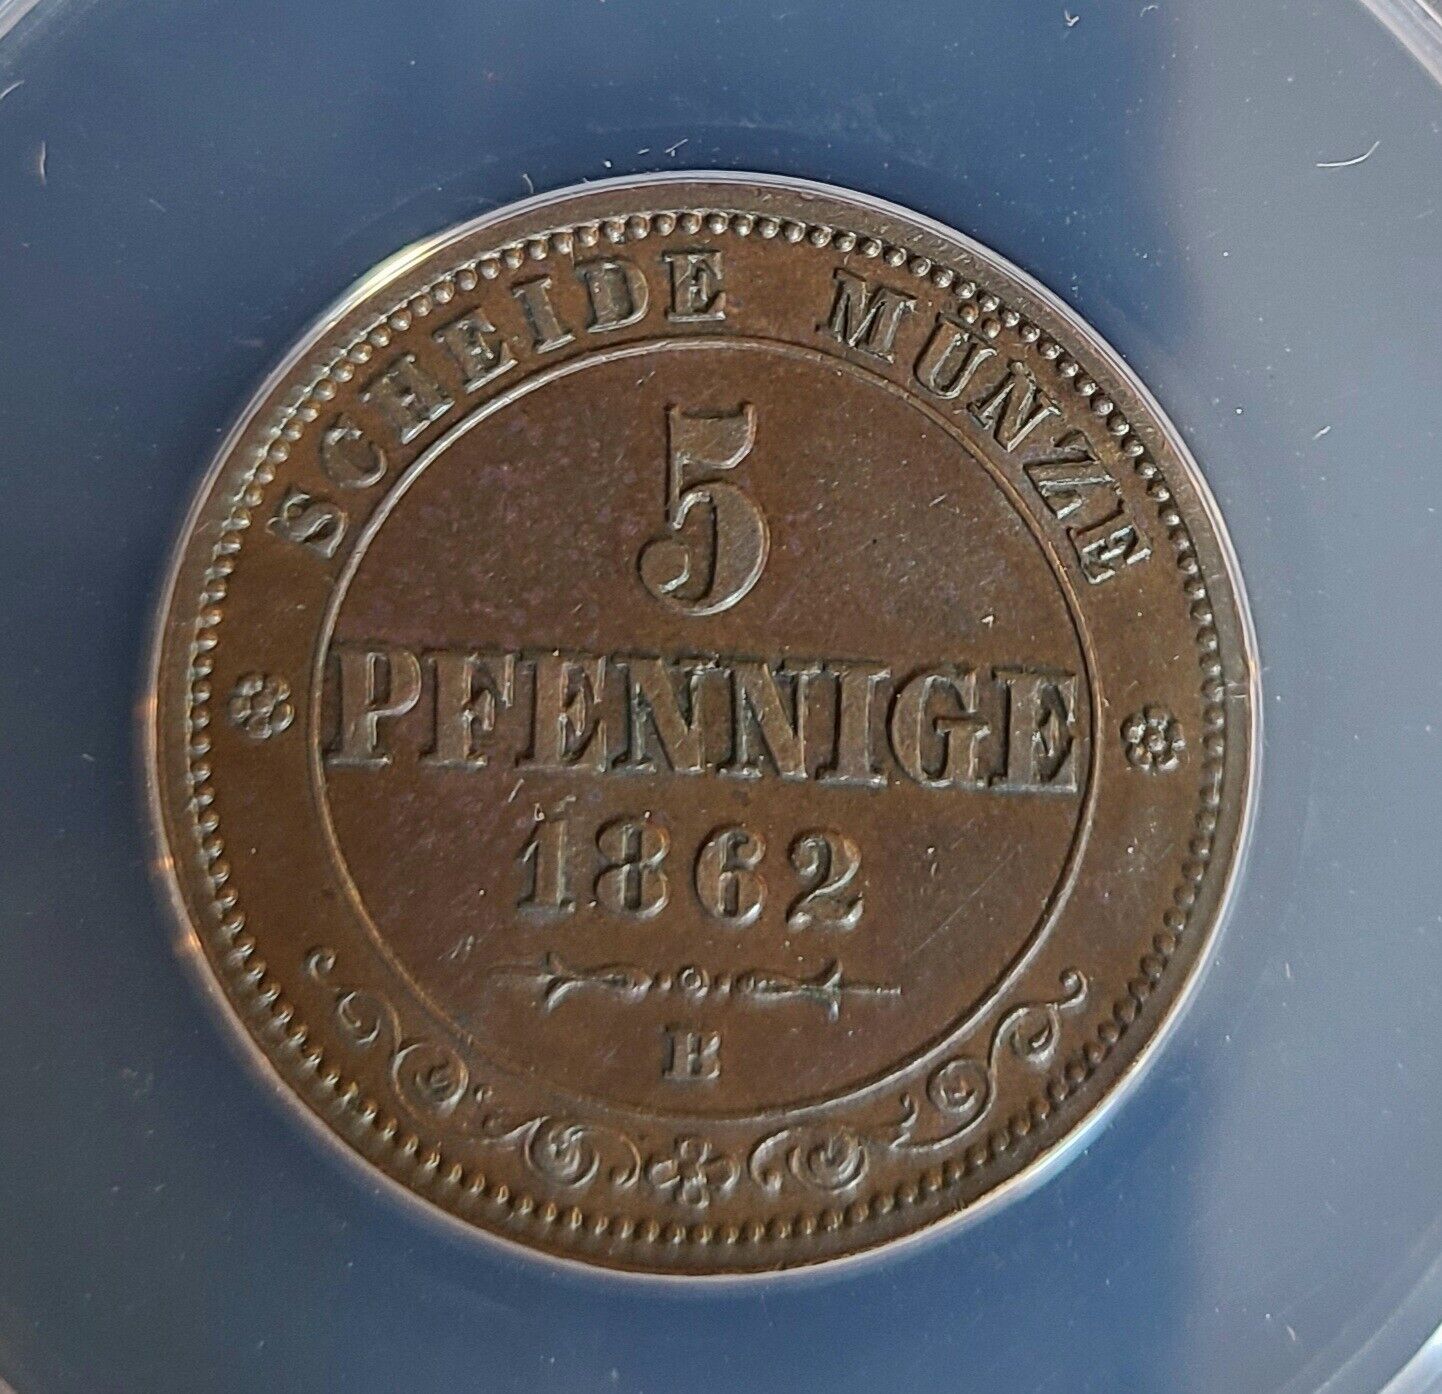 SCHEIDE MÜNZE
5
PFENNIGE
1862
B